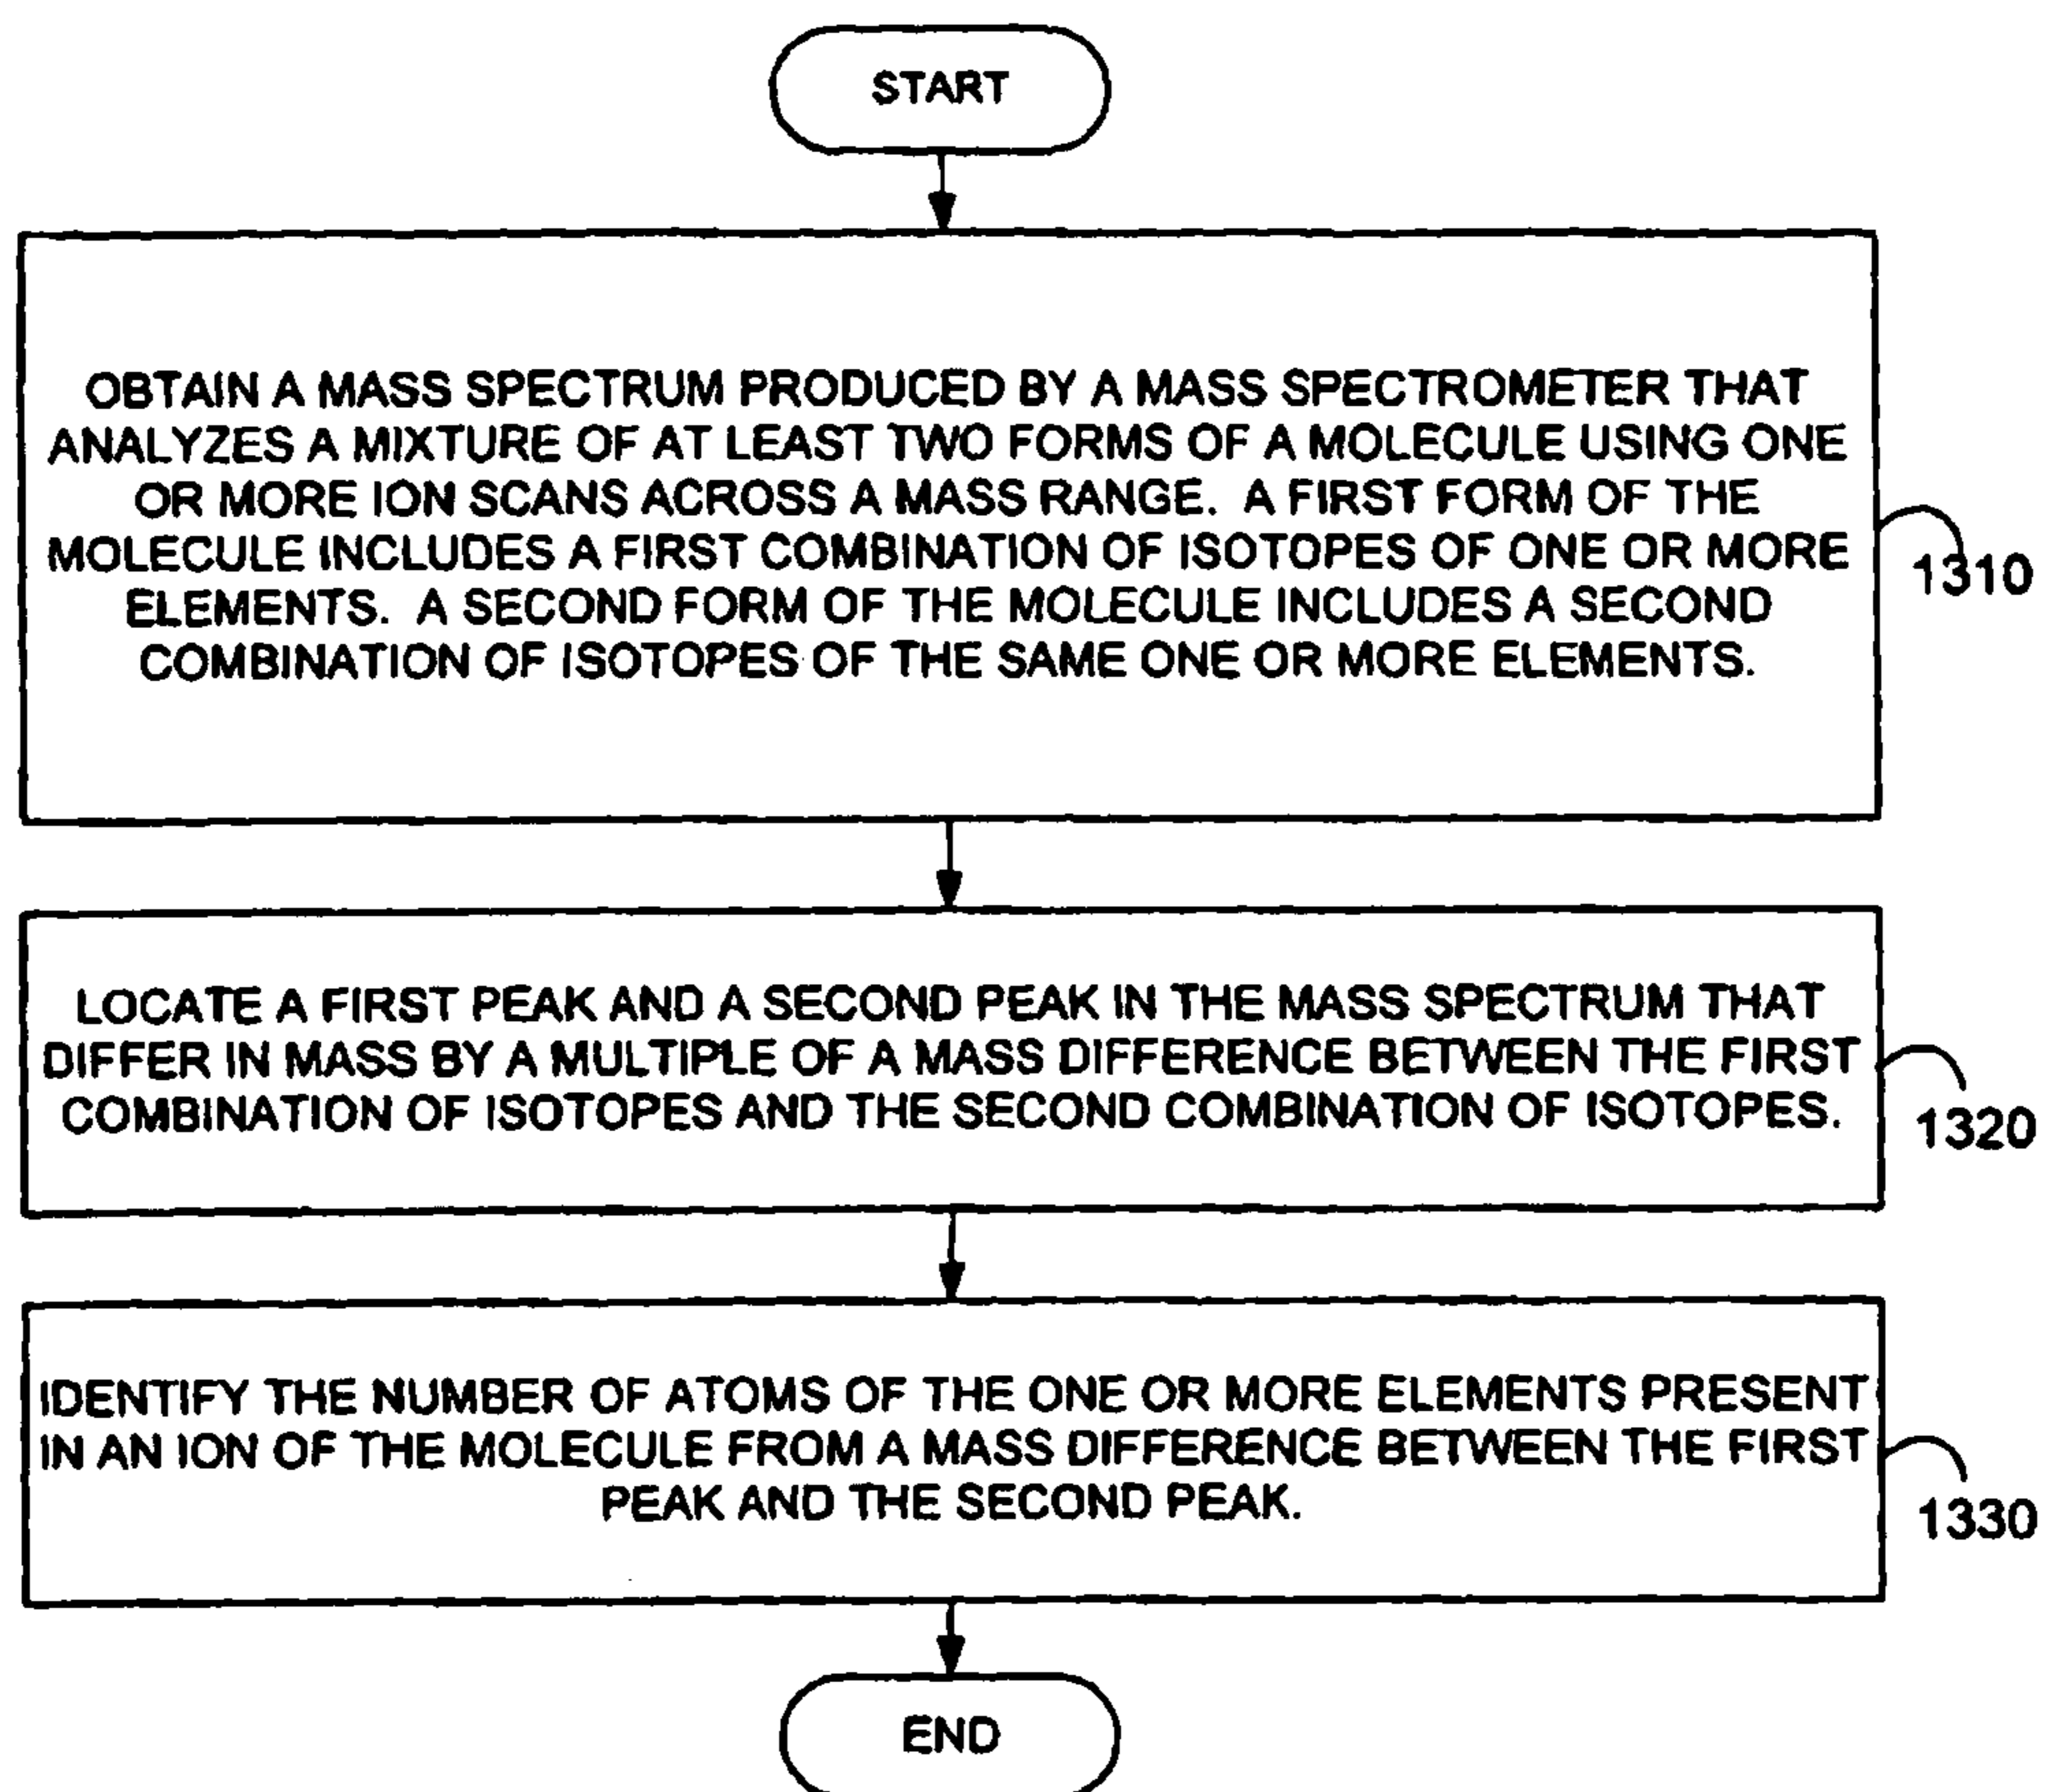 START
OBTAIN A MASS SPECTRUM PRODUCED BY A MASS SPECTROMETER THAT
ANALYZES A MIXTURE OF AT LEAST TWO FORMS OF A MOLECULE USING ONE
OR MORE ION SCANS ACROSS A MASS RANGE. A FIRST FORM OF THE
MOLECULE INCLUDES A FIRST COMBINATION OF ISOTOPES OF ONE OR MORE
ELEMENTS. A SECOND FORM OF THE MOLECULE INCLUDES A SECOND
COMBINATION OF ISOTOPES OF THE SAME ONE OR MORE ELEMENTS.
1310
LOCATE A FIRST PEAK AND A SECOND PEAK IN THE MASS SPECTRUM THAT
DIFFER IN MASS BY A MULTIPLE OF A MASS DIFFERENCE BETWEEN THE FIRST
COMBINATION OF ISOTOPES AND THE SECOND COMBINATION OF ISOTOPES.
1320
IDENTIFY THE NUMBER OF ATOMS OF THE ONE OR MORE ELEMENTS PRESENT
IN AN ION OF THE MOLECULE FROM A MASS DIFFERENCE BETWEEN THE FIRST
PEAK AND THE SECOND PEAK.
1330
END